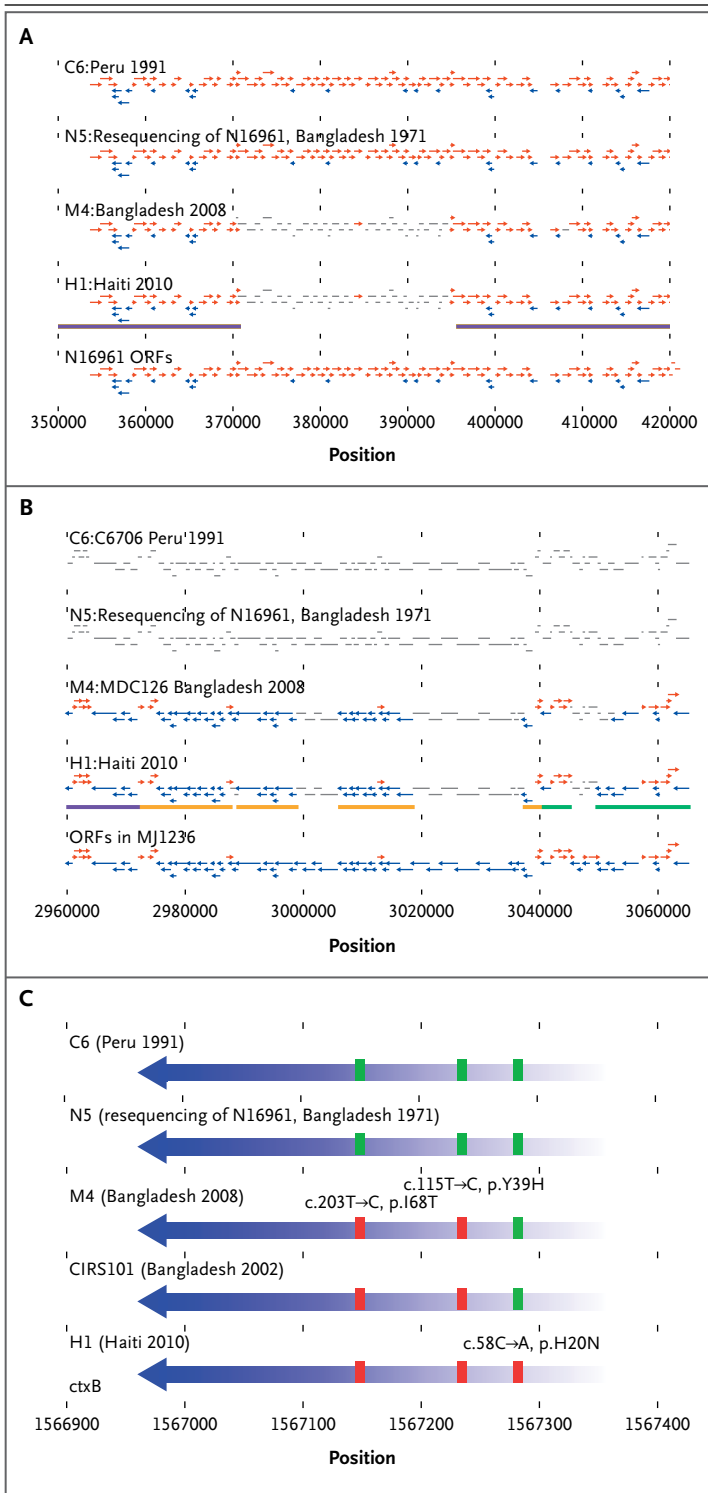 A
C6:Peru 1991
N5:Resequencing of N16961, Bangladesh 1971
M4:Bangladesh 2008
H1:Haiti 2010
N16961 ORFs
350000 360000 370000 380000 390000 400000 410000 420000
Position
B
C6:C6706 Peru 1991
N5:Resequencing of N16961, Bangladesh 1971
M4:MDC126 Bangladesh 2008
H1:Haiti 2010
ORFs in MJ1236
2960000 2980000 3000000 3020000 3040000 3060000
Position
C
C6 (Peru 1991)
N5 (resequencing of N16961, Bangladesh 1971)
c.115T→C, p.Y39H
M4 (Bangladesh 2008)
c.203T→C, p.I68T
CIRS101 (Bangladesh 2002)
H1 (Haiti 2010)
c.58C→A, p.H20N
ctxB
1566900 1567000 1567100 1567200 1567300 1567400
Position